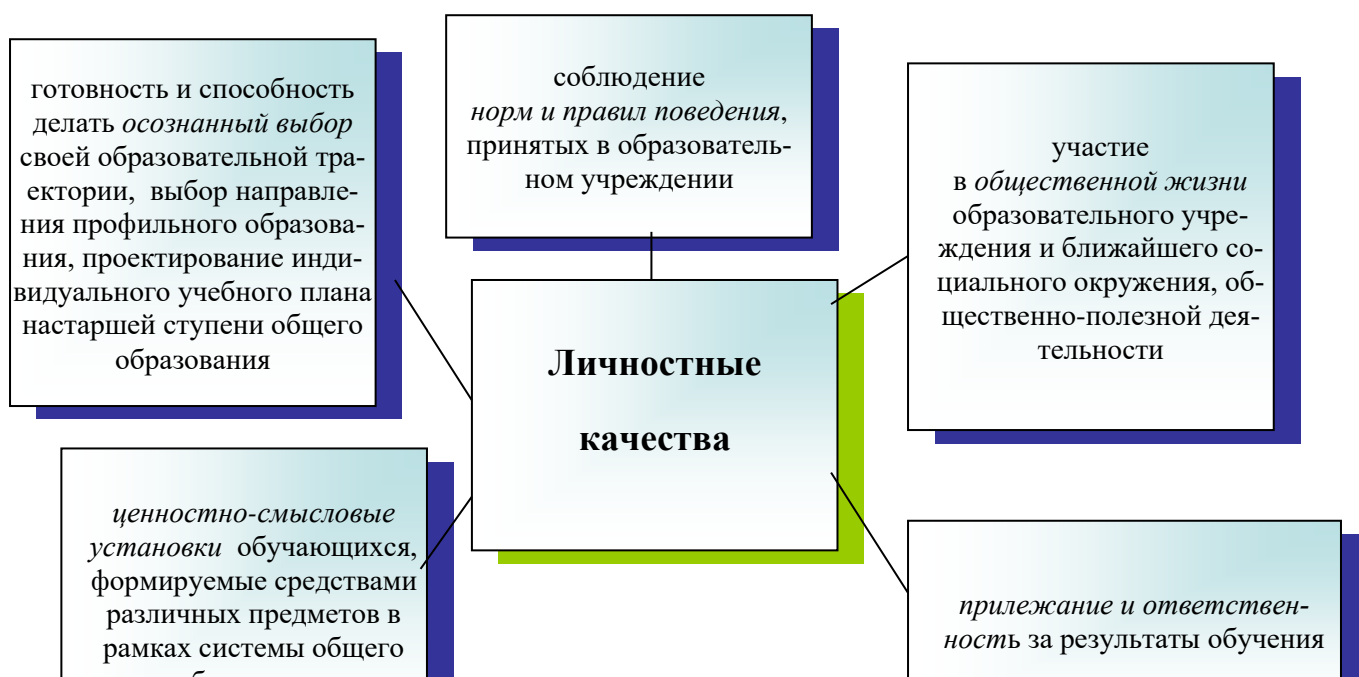 готовность и способность
делать осознанный выбор
своей образовательной тра-
ектории, выбор направле-
ния профильного образова-
ния, проектирование инди-
видуального учебного плана
настаршей ступени общего
образования
соблюдение
норм и правил поведения,
принятых в образователь-
ном учреждении
участие
в общественной жизни
образовательного учре-
ждения и ближайшего со-
циального окружения, об-
щественно-полезной дея-
тельности
Личностные
качества
ценностно-смысловые
установки обучающихся,
формируемые средствами
различных предметов в
рамках системы общего
прилежание и ответствен-
ность за результаты обучения